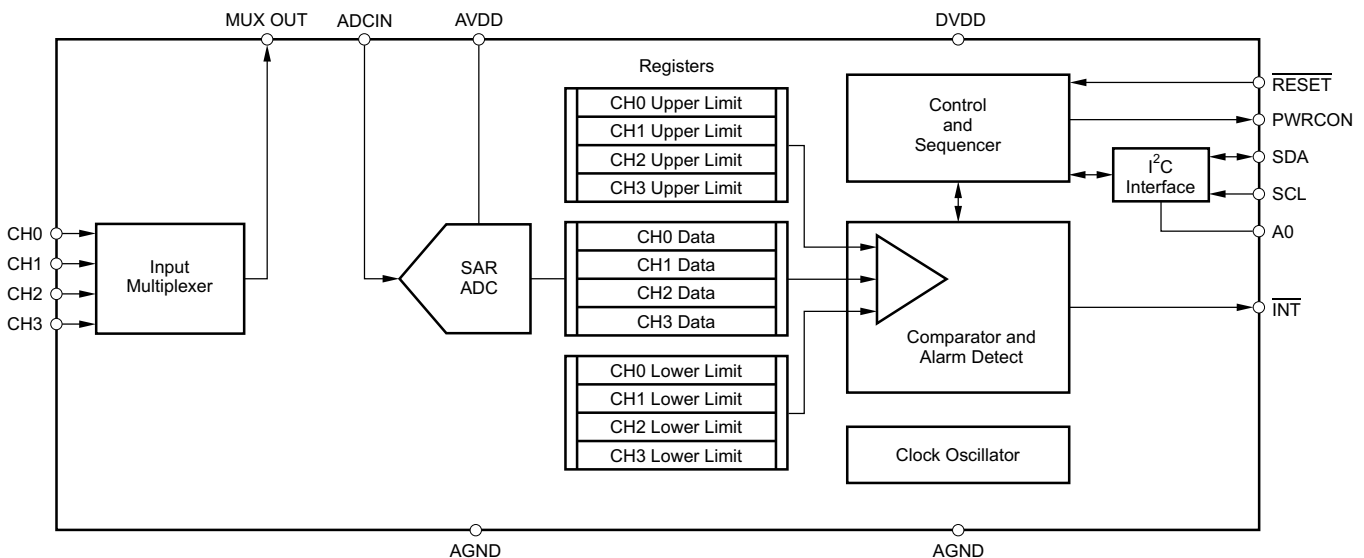 MUX OUT
ADCIN
AVDD
DVDD
Registers
CH0 Upper Limit
CH1 Upper Limit
CH2 Upper Limit
CH3 Upper Limit
Control
and
Sequencer
RESET
PWRCON
SDA
SCL
A0
I²C
Interface
CH0
CH1
CH2
CH3
Input
Multiplexer
SAR
ADC
CH0 Data
CH1 Data
CH2 Data
CH3 Data
Comparator and
Alarm Detect
INT
CH0 Lower Limit
CH1 Lower Limit
CH2 Lower Limit
CH3 Lower Limit
Clock Oscillator
AGND
AGND